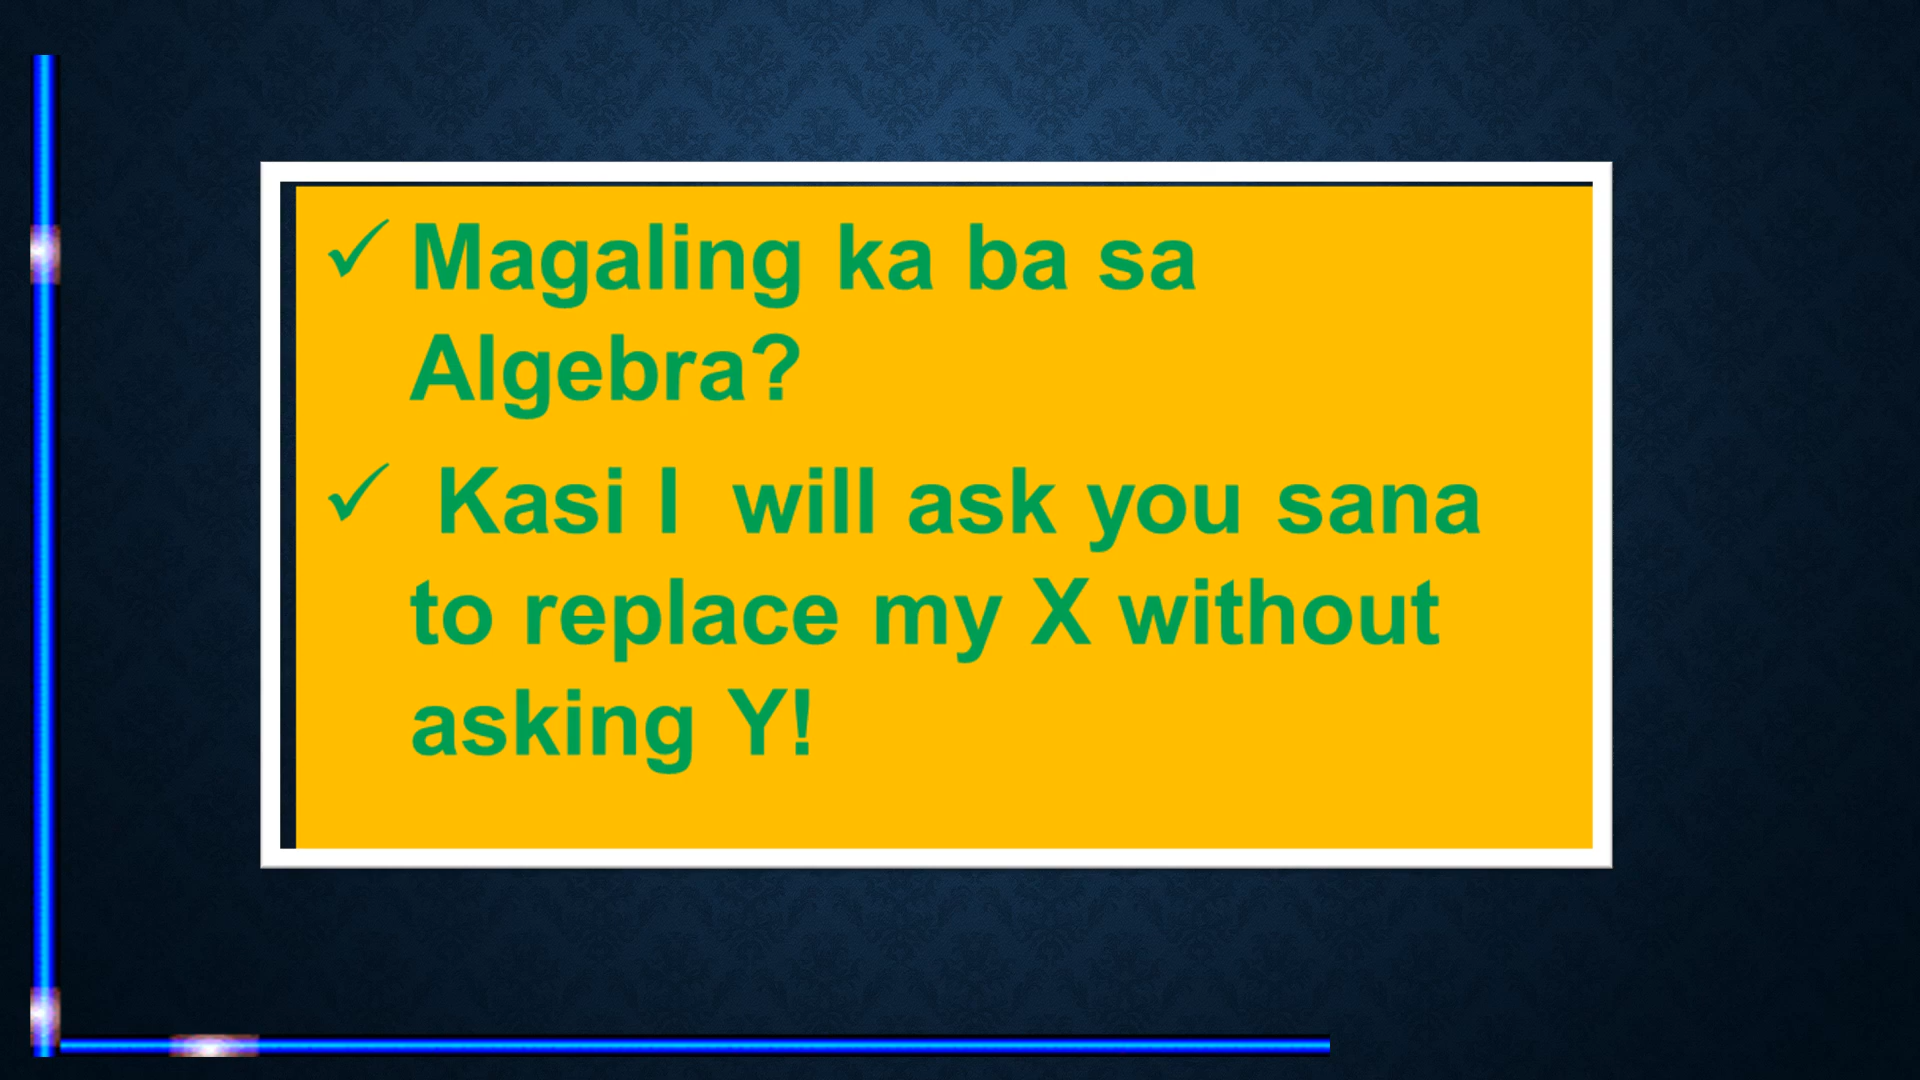 ✓ Magaling ka ba sa
Algebra?
✓ Kasi I will ask you sana
to replace my X without
asking Y!